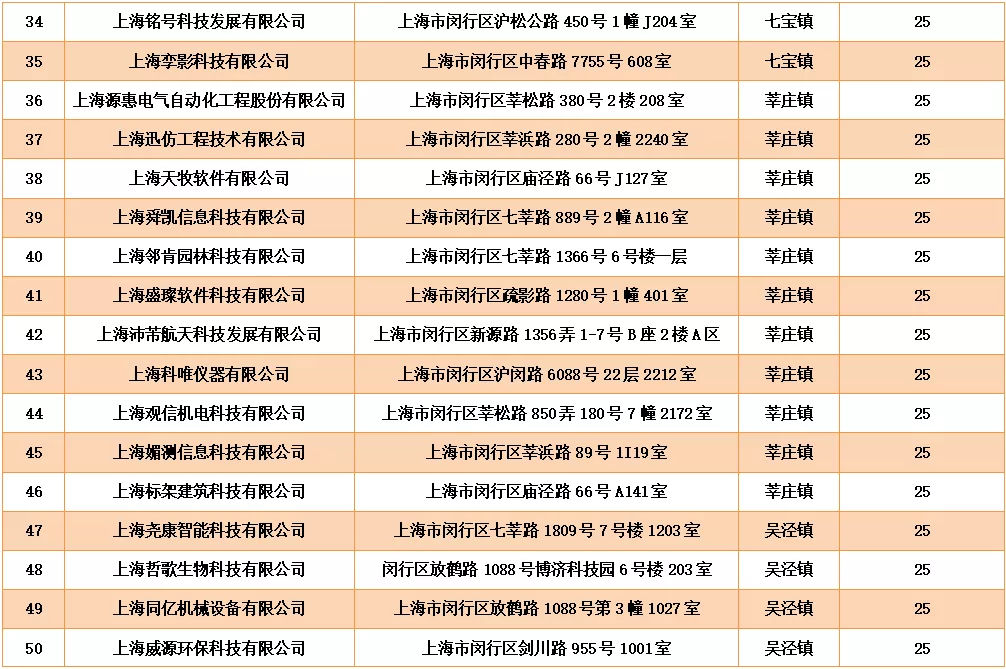 34 上海铭号科技发展有限公司 上海市闵行区沪松公路 450号 1幢 J204室 七宝镇 25
35 上海孪影科技有限公司 上海市闵行区中春路 7755号 608室 七宝镇 25
36 上海源惠电气自动化工程股份有限公司 上海市闵行区莘松路 380号 2楼 208室 莘庄镇 25
37 上海迅仿工程技术有限公司 上海市闵行区莘浜路 280号 2幢 2240室 莘庄镇 25
38 上海天牧软件有限公司 上海市闵行区庙泾路 66号 J127室 莘庄镇 25
39 上海舜凯信息科技有限公司 上海市闵行区七莘路 889号 2幢 A116室 莘庄镇 25
40 上海邻肯园林科技有限公司 上海市闵行区七莘路 1366号 6号楼一层 莘庄镇 25
41 上海盛璨软件科技有限公司 上海市闵行区疏影路 1280号 1幢 401室 莘庄镇 25
42 上海沛芾航天科技发展有限公司 上海市闵行区新源路 1356弄 1-7号 B座 2楼 A区 莘庄镇 25
43 上海科唯仪器有限公司 上海市闵行区沪闵路 6088号 22层 2212室 莘庄镇 25
44 上海观信机电科技有限公司 上海市闵行区莘松路 850弄 180号 7幢 2172室 莘庄镇 25
45 上海媚测信息科技有限公司 上海市闵行区莘浜路 89号 1I19室 莘庄镇 25
46 上海标架建筑科技有限公司 上海市闵行区庙泾路 66号 A141室 莘庄镇 25
47 上海尧康智能科技有限公司 上海市闵行区七莘路 1809号 7号楼 1203室 吴泾镇 25
48 上海哲歌生物科技有限公司 闵行区放鹤路 1088号博济科技园 6号楼 203室 吴泾镇 25
49 上海同亿机械设备有限公司 上海市闵行区放鹤路 1088号第 3幢 1027室 吴泾镇 25
50 上海威源环保科技有限公司 上海市闵行区剑川路 955号 1001室 吴泾镇 25